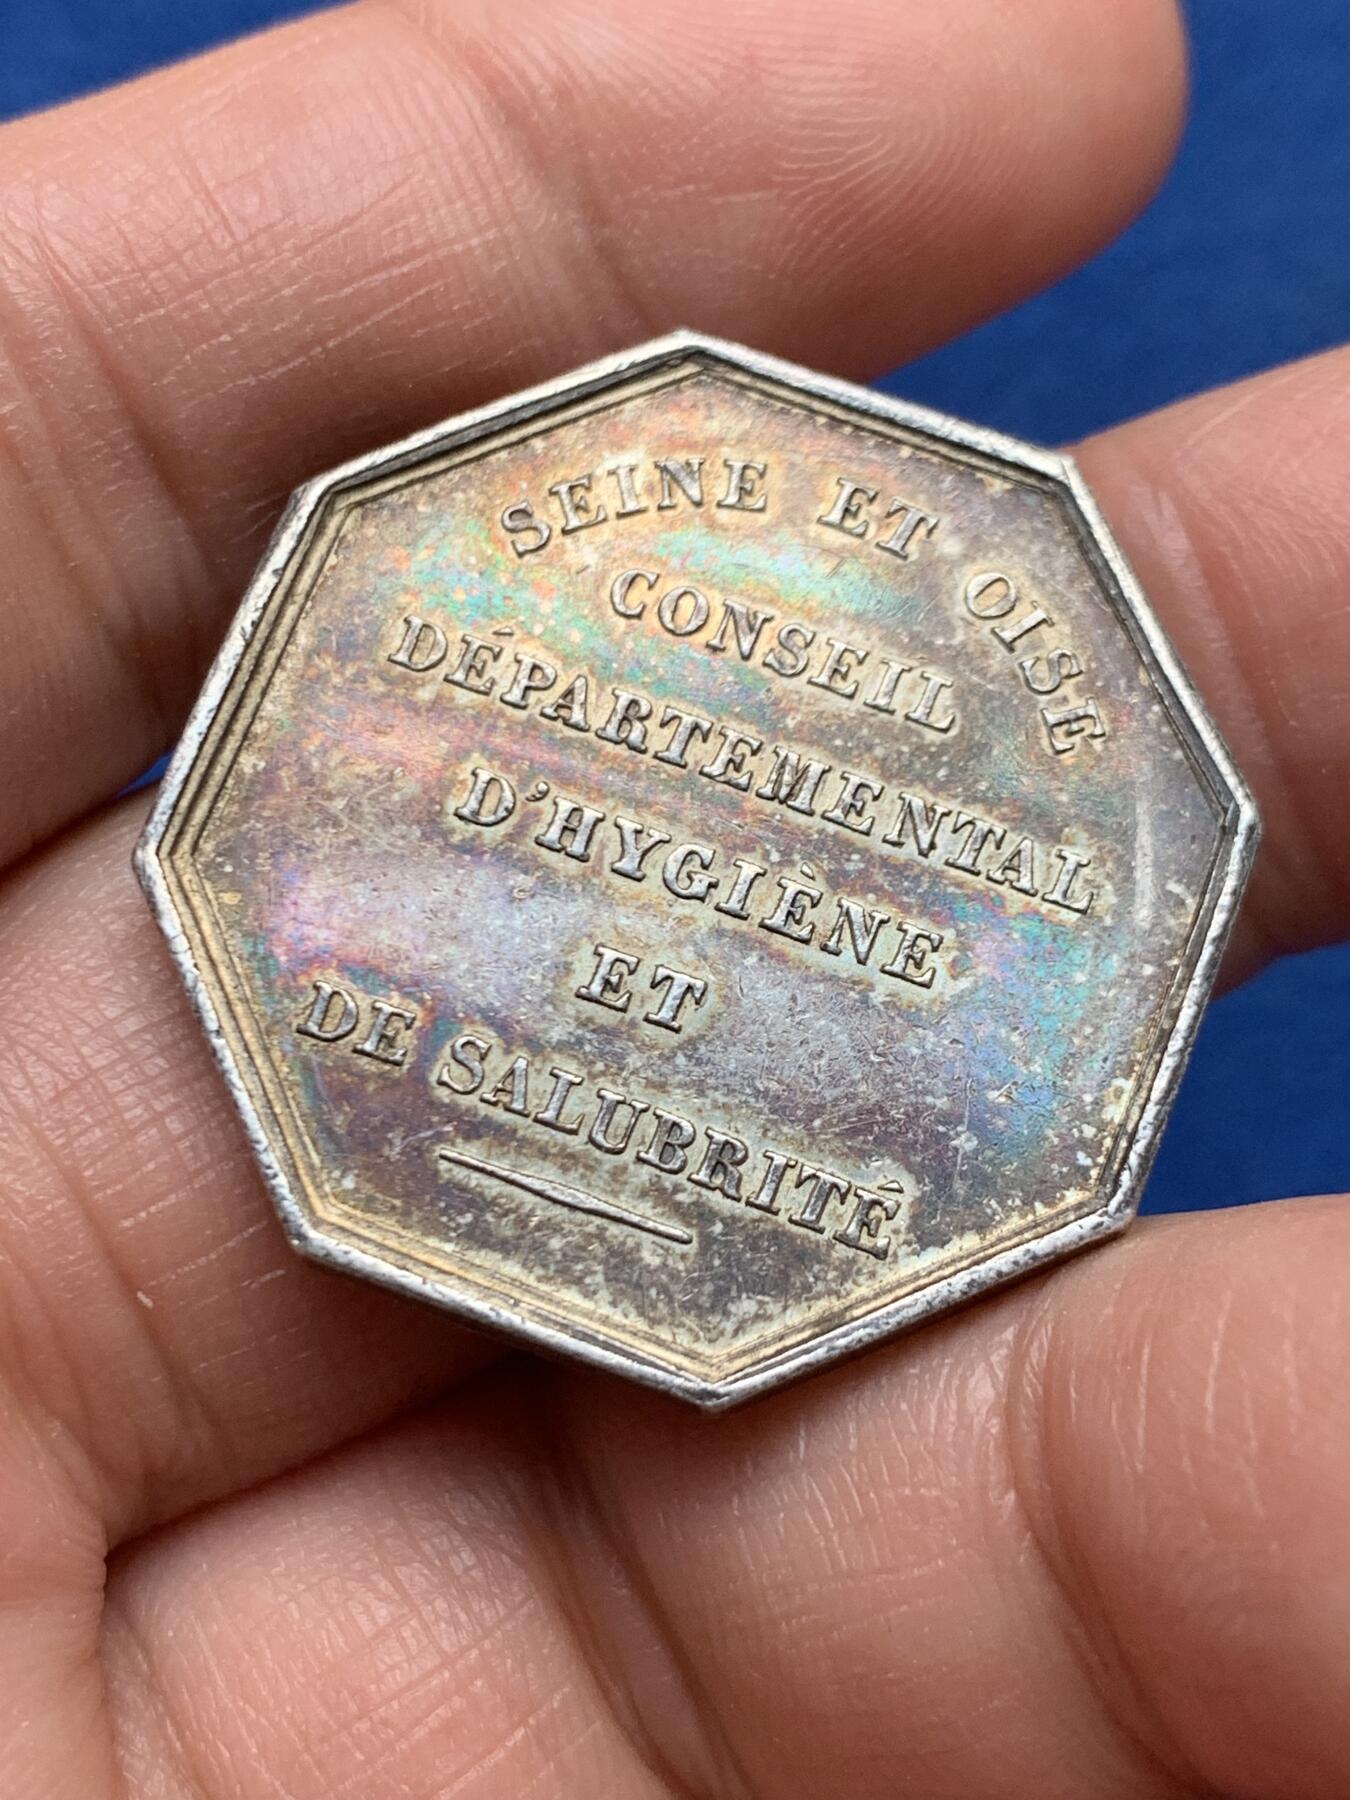 SEINE ET OISE
CONSEIL
DÉPARTEMENTAL
D'HYGIÈNE
ET
DE SALUBRITÉ